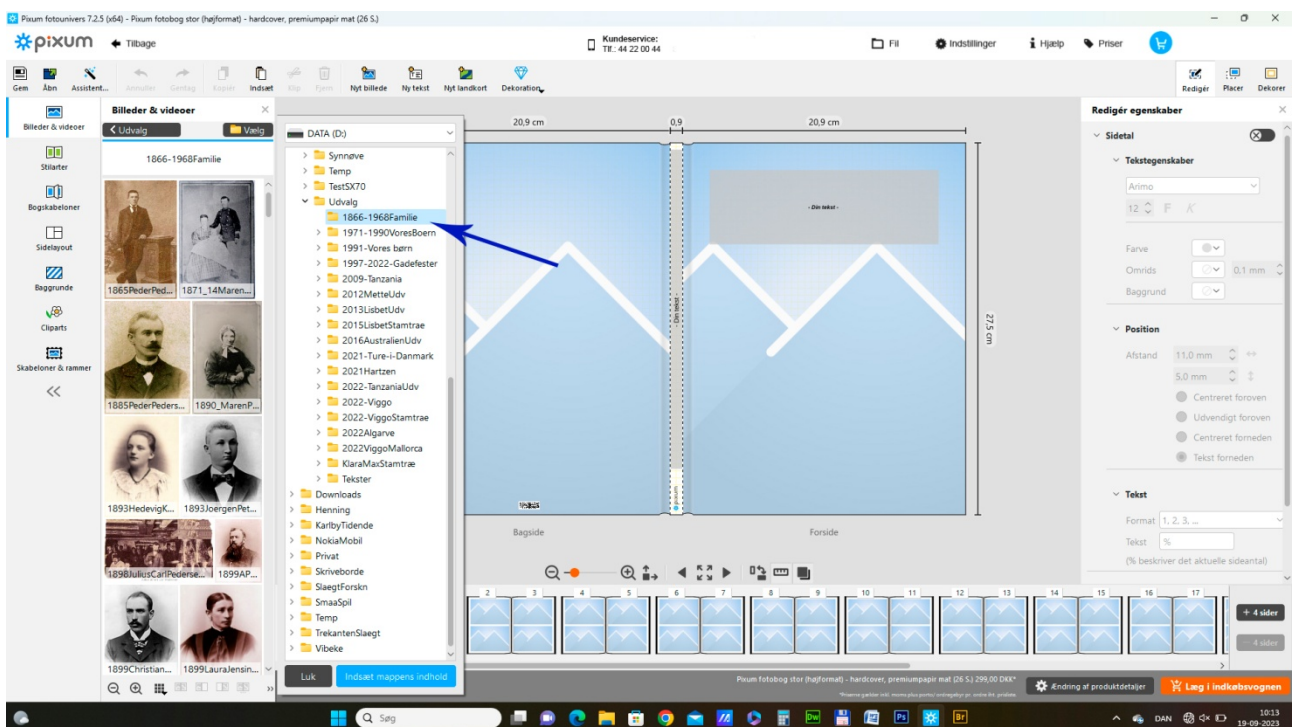 Pixum fotounivers 7.2.5 (x64) - Pixum fotobog stor (højformat) - hardcover, premiumpapir mat (26 S.)
pixum
Tilbage
Kundeservice:
Tlf.: 44 22 00 44
Fil
Indstillinger
Hjælp
Priser
Gem
Åbn
Assistent...
Annuller
Gentag
Kopiér
Indsæt
Klip
Fjern
Nyt billede
Ny tekst
Nyt landkort
Dekoration
Redigér
Placer
Dekorer
Billeder & videoer
Stilarter
Bogskabeloner
Sidelayout
Baggrunde
Cliparts
Skabeloner & rammer
Billeder & videoer
Udvalg
Vælg
1866-1968Familie
1865PederPed...
1871_14Maren...
1885PederPeders...
1890_MarenP...
1893HedevigK...
1893JoergenPet...
1898JuliusCarlPederse...
1899AP...
1899Christian...
1899LauraJensin...
DATA (D:)
Synnøve
Temp
TestSX70
Udvalg
1866-1968Familie
1971-1990VoresBoern
1991-Vores børn
1997-2022-Gadefester
2009-Tanzania
2012MetteUdv
2013LisbetUdv
2015LisbetStamtrae
2016AustralienUdv
2021-Ture-i-Danmark
2021Hartzen
2022-TanzaniaUdv
2022-Viggo
2022-ViggoStamtrae
2022Algarve
2022ViggoMallorca
KlaraMaxStamtræ
Tekster
Downloads
Henning
KarlbyTidende
NokiaMobil
Privat
Skriveborde
SlaegtForskn
SmaaSpil
Temp
TrekantenSlaegt
Vibeke
Luk
Indsæt mappens indhold
20,9 cm
0,9
20,9 cm
- Din tekst -
- Din tekst -
pixum
27,5 cm
Bagside
Forside
2 3 4 5 6 7 8 9 10 11 12 13 14 15 16 17
+ 4 sider
- 4 sider
Redigér egenskaber
Sidetal
Tekstegenskaber
Arimo
12 F K
Farve
Omrids
0.1 mm
Baggrund
Position
Afstand
11.0 mm
5.0 mm
Centreret foroven
Udvendigt foroven
Centreret forneden
Tekst forneden
Tekst
Format
1, 2, 3, ...
Tekst
%
(% beskriver det aktuelle sideantal)
Pixum fotobog stor (højformat) - hardcover, premiumpapir mat (26 S.) 299,00 DKK*
Ændring af produktdetaljer
Læg i indkøbsvognen
Søg
Dw
Ps
Br
DAN
10:13
19-09-2023